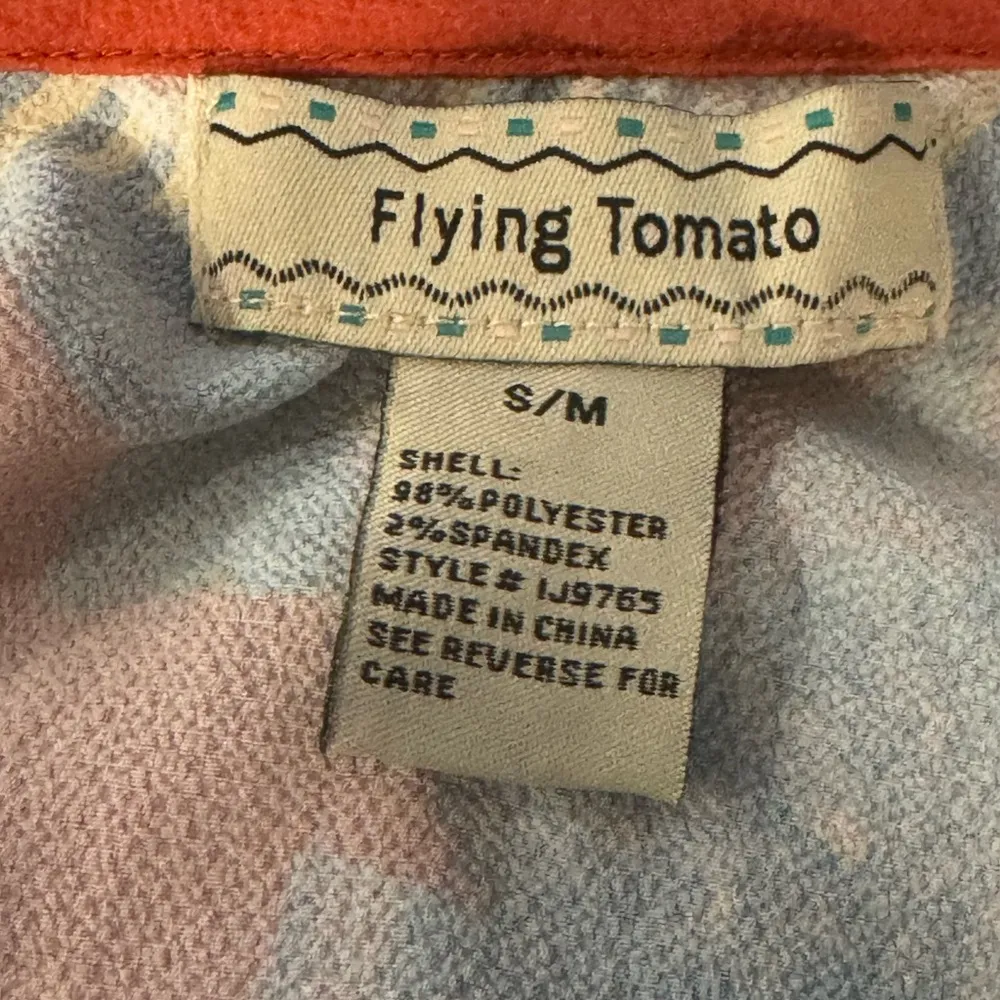 Flying Tomato
S/M
SHELL:
98%POLYESTER
2%SPANDEX
STYLE# IJ9765
MADE IN CHINA
SEE REVERSE FOR
CARE